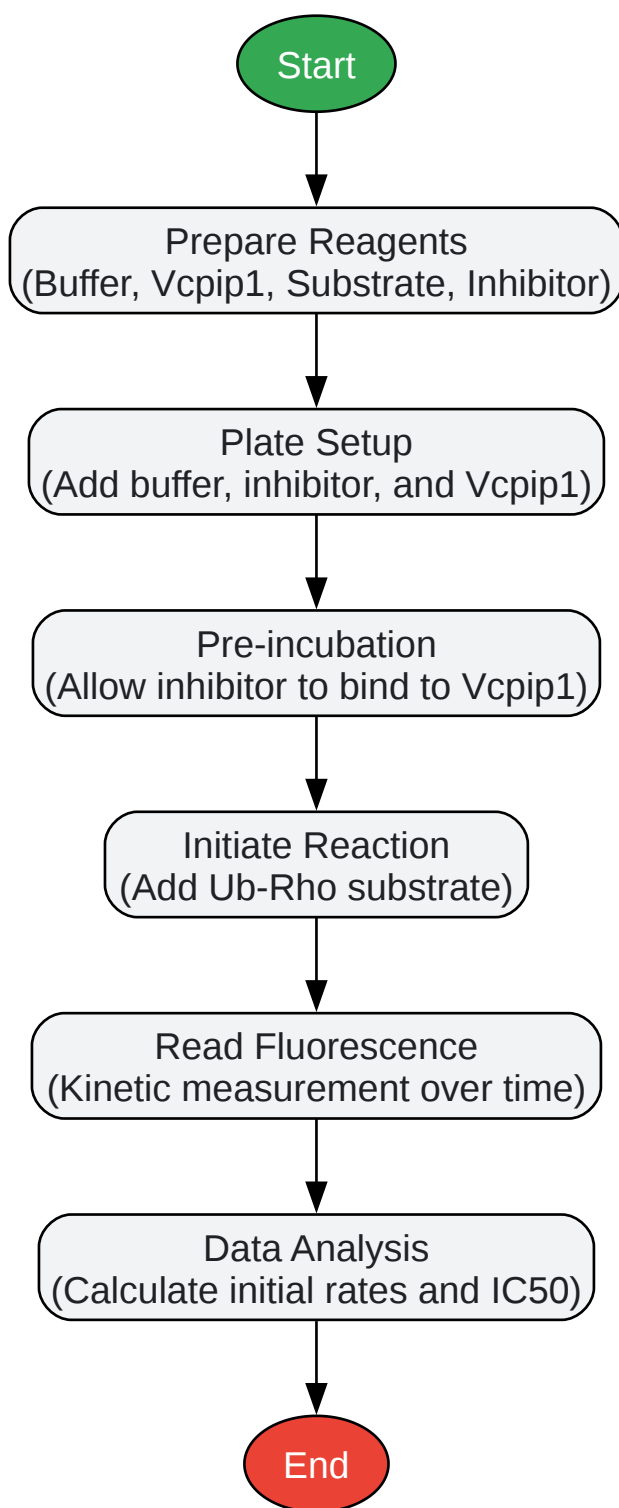 Start
Prepare Reagents
(Buffer, Vcpip1, Substrate, Inhibitor)
Plate Setup
(Add buffer, inhibitor, and Vcpip1)
Pre-incubation
(Allow inhibitor to bind to Vcpip1)
Initiate Reaction
(Add Ub-Rho substrate)
Read Fluorescence
(Kinetic measurement over time)
Data Analysis
(Calculate initial rates and IC50)
End